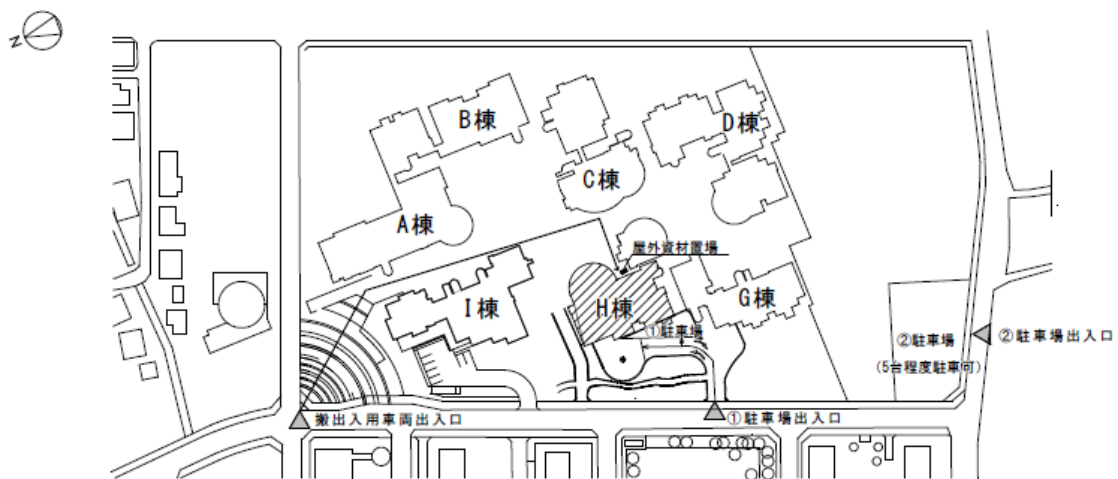 N
B棟
D棟
C棟
A棟
屋外資材置場
I棟
H棟
G棟
①駐車場
②駐車場
(5台程度駐車可)
②駐車場出入口
搬出入用車両出入口
①駐車場出入口